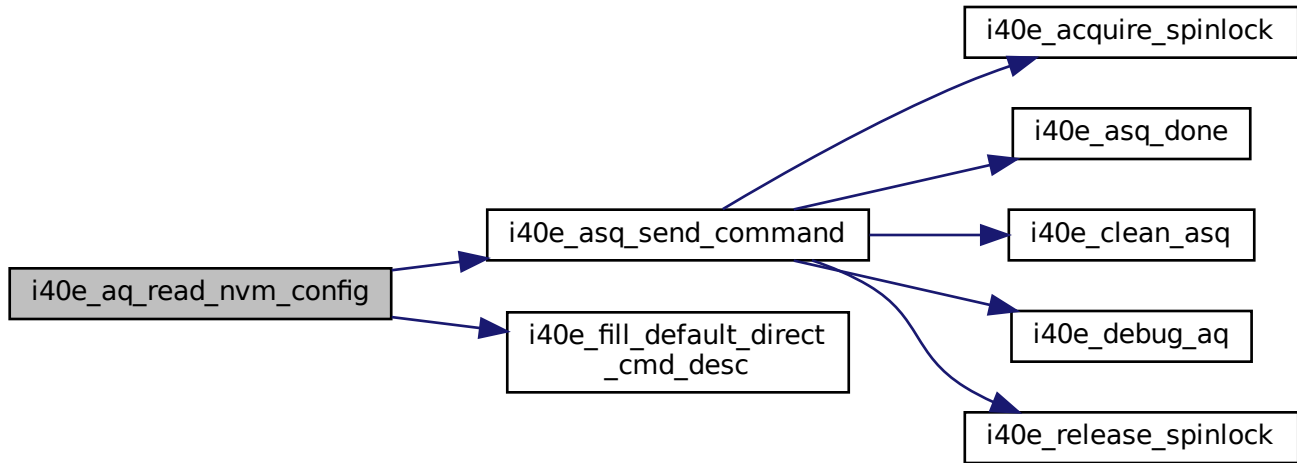 i40e_aq_read_nvm_config
i40e_asq_send_command
i40e_fill_default_direct
_cmd_desc
i40e_acquire_spinlock
i40e_asq_done
i40e_clean_asq
i40e_debug_aq
i40e_release_spinlock